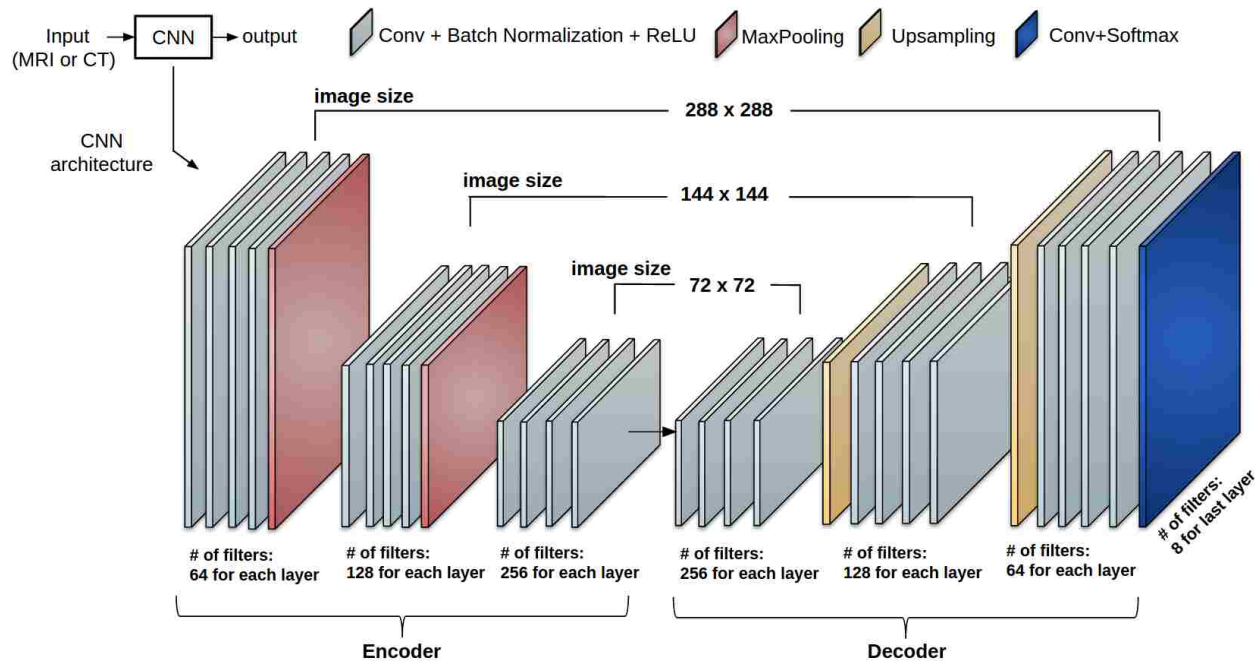 Input
(MRI or CT)
CNN
output
Conv + Batch Normalization + ReLU
MaxPooling
Upsampling
Conv+Softmax
CNN
architecture
image size
288 x 288
image size
144 x 144
image size
72 x 72
# of filters:
64 for each layer
# of filters:
128 for each layer
# of filters:
256 for each layer
# of filters:
256 for each layer
# of filters:
128 for each layer
# of filters:
64 for each layer
# of filters:
8 for last layer
Encoder
Decoder